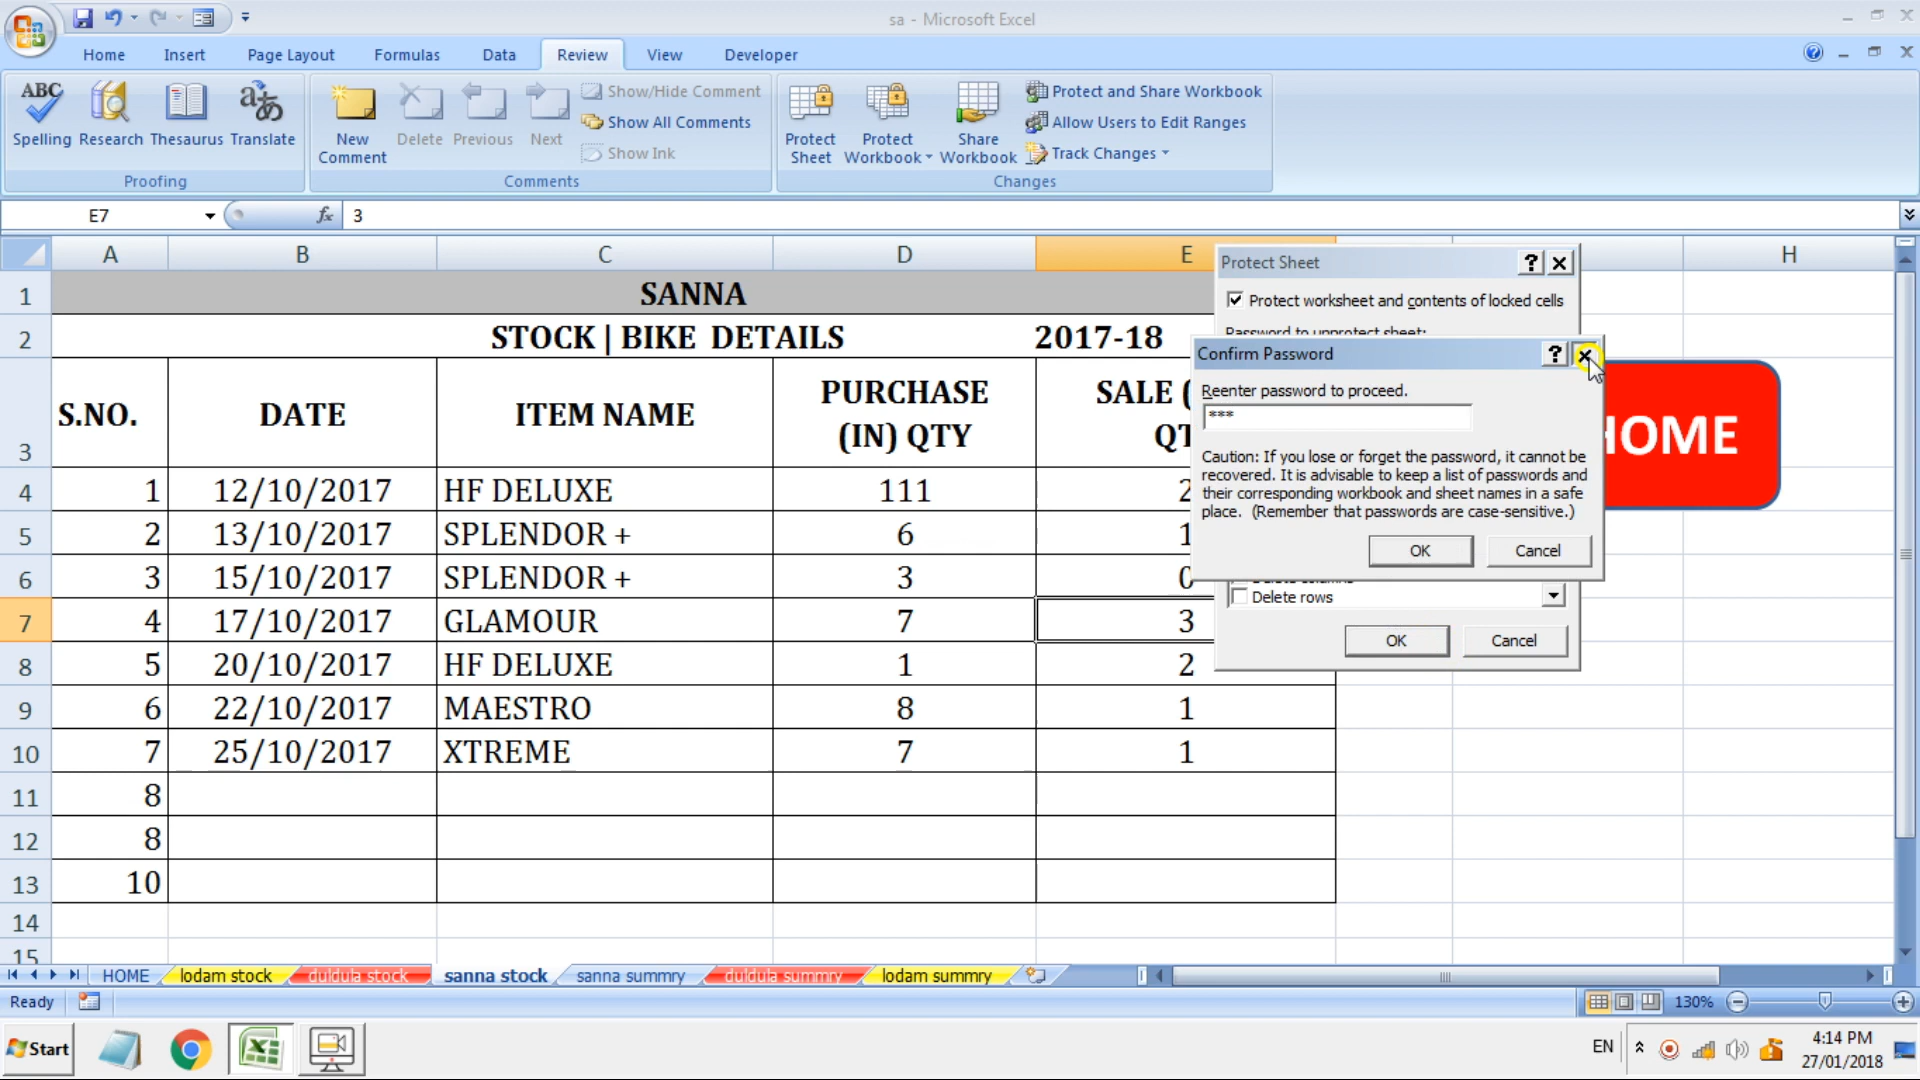 sa - Microsoft Excel
Home Insert Page Layout Formulas Data Review View Developer
ABC
Spelling Research Thesaurus Translate
Proofing
New Comment Delete Previous Next
Show/Hide Comment
Show All Comments
Show Ink
Comments
Protect Sheet Protect Workbook Share Workbook
Protect and Share Workbook
Allow Users to Edit Ranges
Track Changes
Changes
E7 fx 3
A B C D E H
1 SANNA
2 STOCK | BIKE DETAILS 2017-18
3 S.NO. DATE ITEM NAME PURCHASE (IN) QTY SALE (
4 1 12/10/2017 HF DELUXE 111 2
5 2 13/10/2017 SPLENDOR + 6 1
6 3 15/10/2017 SPLENDOR + 3 0
7 4 17/10/2017 GLAMOUR 7 3
8 5 20/10/2017 HF DELUXE 1 2
9 6 22/10/2017 MAESTRO 8 1
10 7 25/10/2017 XTREME 7 1
11 8
12 8
13 10
14
15
Protect Sheet
Protect worksheet and contents of locked cells
Password to unprotect sheet:
Confirm Password
Reenter password to proceed.
***
Caution: If you lose or forget the password, it cannot be
recovered. It is advisable to keep a list of passwords and
their corresponding workbook and sheet names in a safe
place. (Remember that passwords are case-sensitive.)
OK Cancel
Delete columns
Delete rows
OK Cancel
HOME
HOME lodam stock duldula stock sanna stock sanna summry duldula summry lodam summry
Ready 130%
Start EN 4:14 PM
27/01/2018